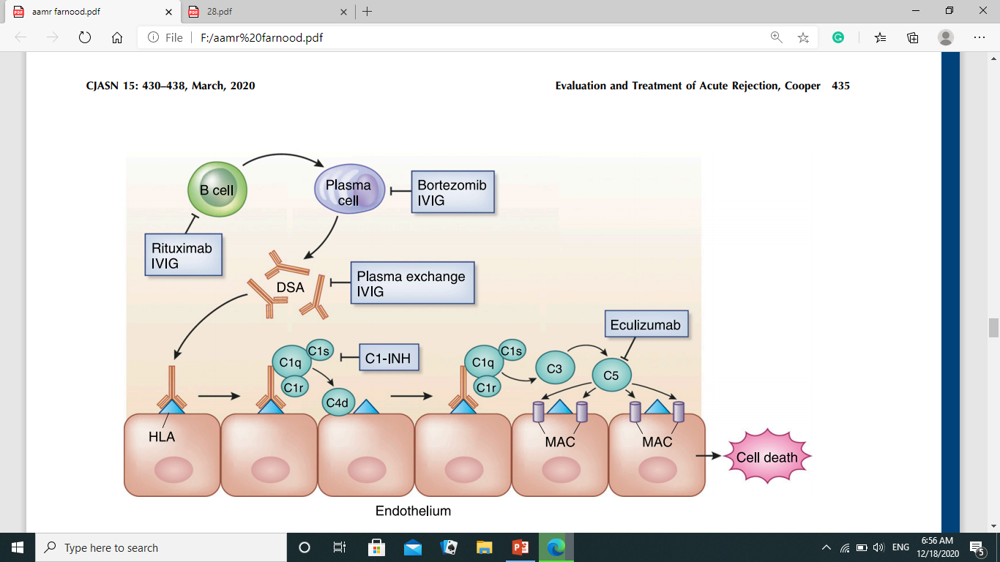 aamr farnood.pdf
28.pdf
File
F:/aamr%20farnood.pdf
CJASN 15: 430–438, March, 2020
Evaluation and Treatment of Acute Rejection, Cooper 435
B cell
Plasma
cell
Bortezomib
IVIG
Rituximab
IVIG
DSA
Plasma exchange
IVIG
Eculizumab
C1q
C1s
C1r
C1-INH
C4d
C1q
C1s
C1r
C3
C5
HLA
MAC
MAC
Cell death
Endothelium
Type here to search
ENG
6:56 AM
12/18/2020
5